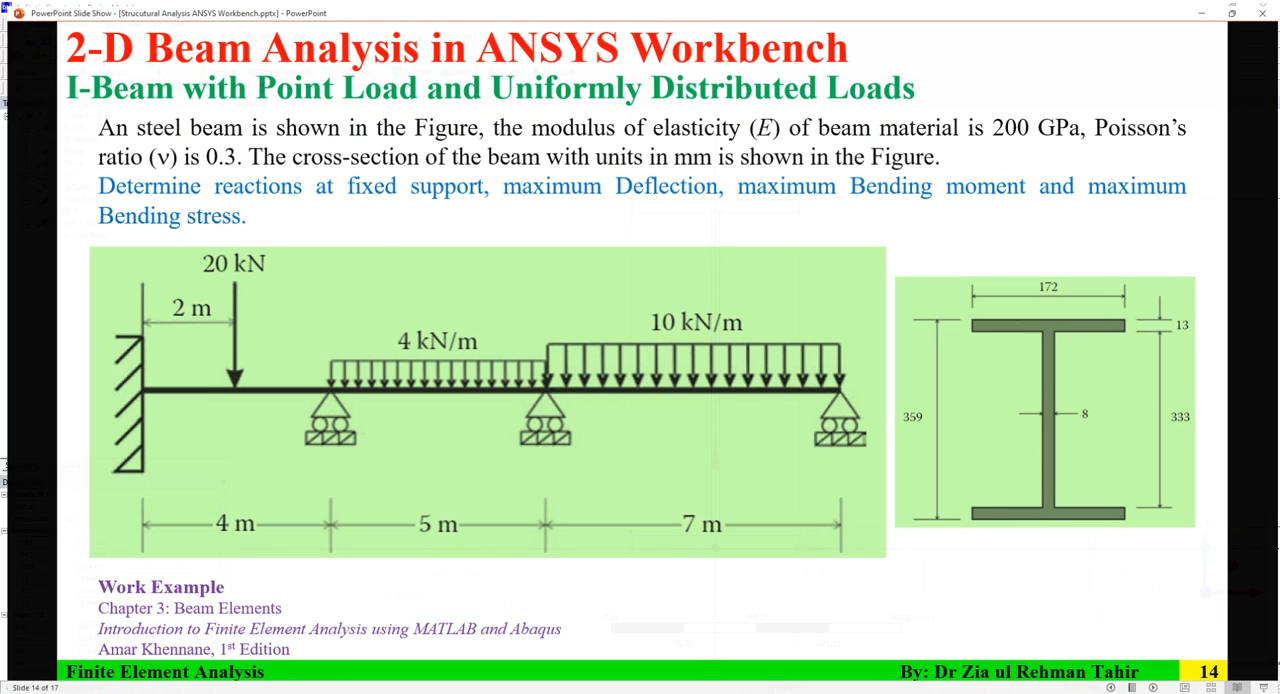 PowerPoint Slide Show - [Strucutural Analysis ANSYS Workbench.pptx] - PowerPoint
2-D Beam Analysis in ANSYS Workbench
I-Beam with Point Load and Uniformly Distributed Loads
An steel beam is shown in the Figure, the modulus of elasticity (E) of beam material is 200 GPa, Poisson’s
ratio (ν) is 0.3. The cross-section of the beam with units in mm is shown in the Figure.
Determine reactions at fixed support, maximum Deflection, maximum Bending moment and maximum
Bending stress.
20 kN
2 m
4 kN/m
10 kN/m
4 m
5 m
7 m
172
13
359
8
333
Work Example
Chapter 3: Beam Elements
Introduction to Finite Element Analysis using MATLAB and Abaqus
Amar Khennane, 1st Edition
Finite Element Analysis
By: Dr Zia ul Rehman Tahir
14
Slide 14 of 17